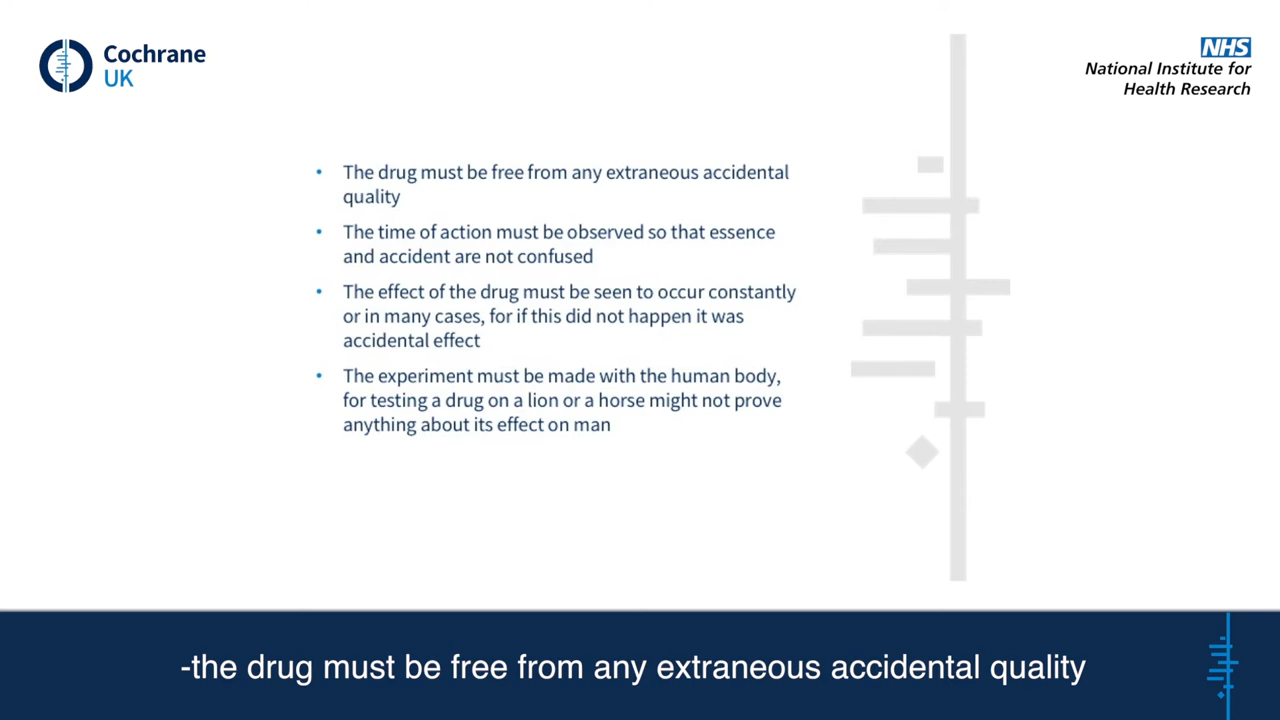 Cochrane
UK
NHS
National Institute for
Health Research
• The drug must be free from any extraneous accidental
quality
• The time of action must be observed so that essence
and accident are not confused
• The effect of the drug must be seen to occur constantly
or in many cases, for if this did not happen it was
accidental effect
• The experiment must be made with the human body,
for testing a drug on a lion or a horse might not prove
anything about its effect on man
-the drug must be free from any extraneous accidental quality